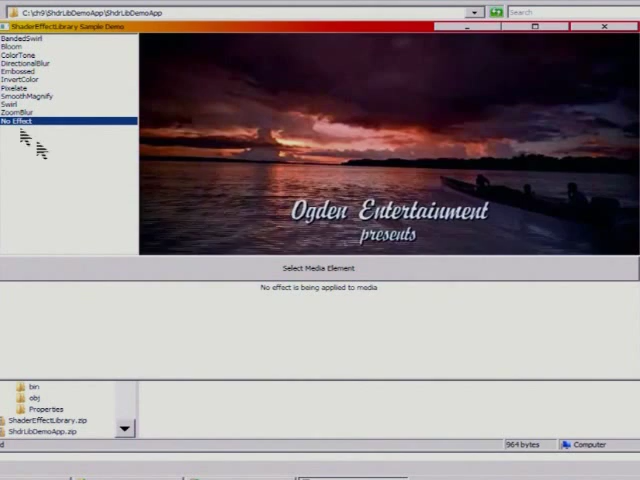 C:\ch9\ShdrLibDemoApp\ShdrLibDemoApp
Search
ShaderEffectLibrary Sample Demo
BandedSwirl
Bloom
ColorTone
DirectionalBlur
Embossed
InvertColor
Pixelate
SmoothMagnify
Swirl
ZoomBlur
No Effect
Ogden Entertainment
presents
Select Media Element
No effect is being applied to media
bin
obj
Properties
ShaderEffectLibrary.zip
ShdrLibDemoApp.zip
964 bytes
Computer